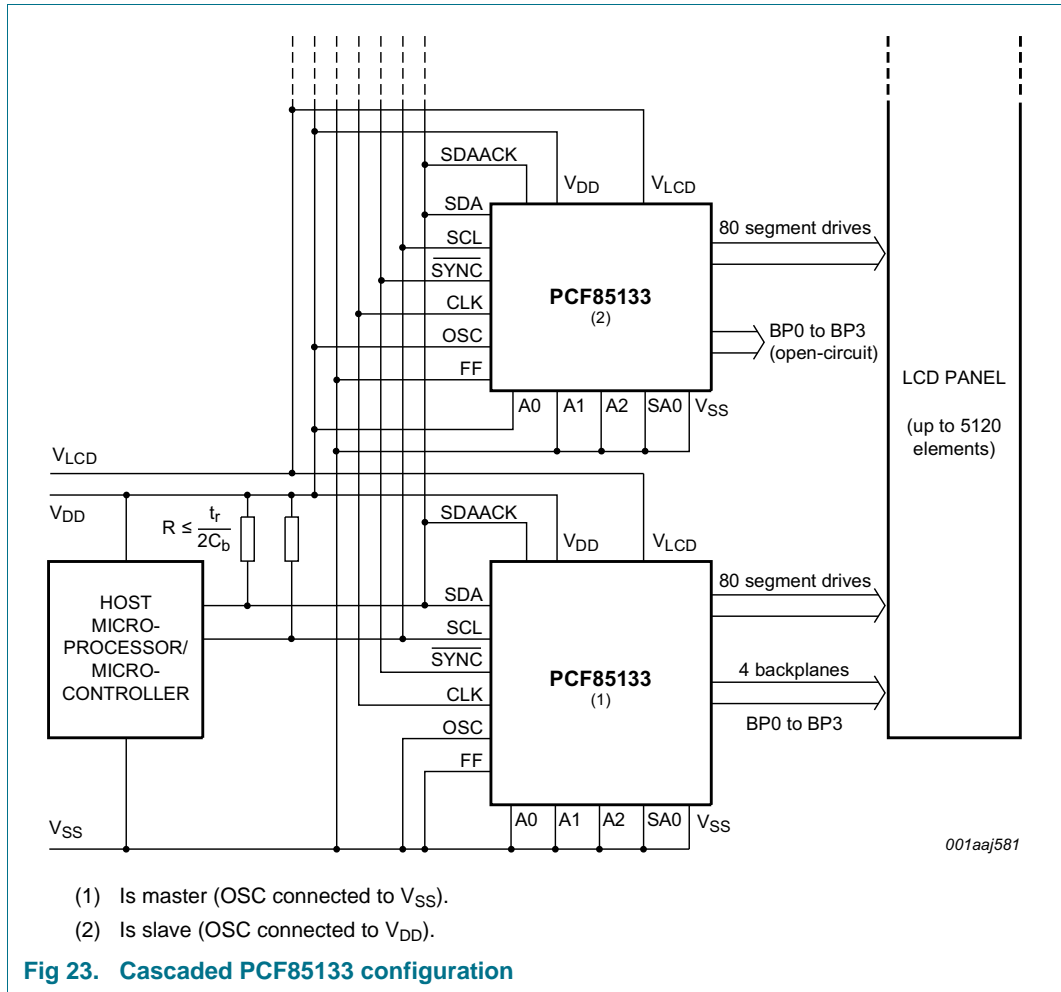 SDAACK
VDD
VLCD
SDA
SCL
SYNC
CLK
OSC
FF
PCF85133
(2)
80 segment drives
BP0 to BP3
(open-circuit)
A0
A1
A2
SA0
VSS
LCD PANEL
(up to 5120
elements)
VLCD
VDD
R ≤ tr
2Cb
HOST
MICRO-
PROCESSOR/
MICRO-
CONTROLLER
VSS
SDAACK
VDD
VLCD
SDA
SCL
SYNC
CLK
OSC
FF
PCF85133
(1)
80 segment drives
4 backplanes
BP0 to BP3
A0
A1
A2
SA0
VSS
001aaj581
(1) Is master (OSC connected to VSS).
(2) Is slave (OSC connected to VDD).
Fig 23. Cascaded PCF85133 configuration